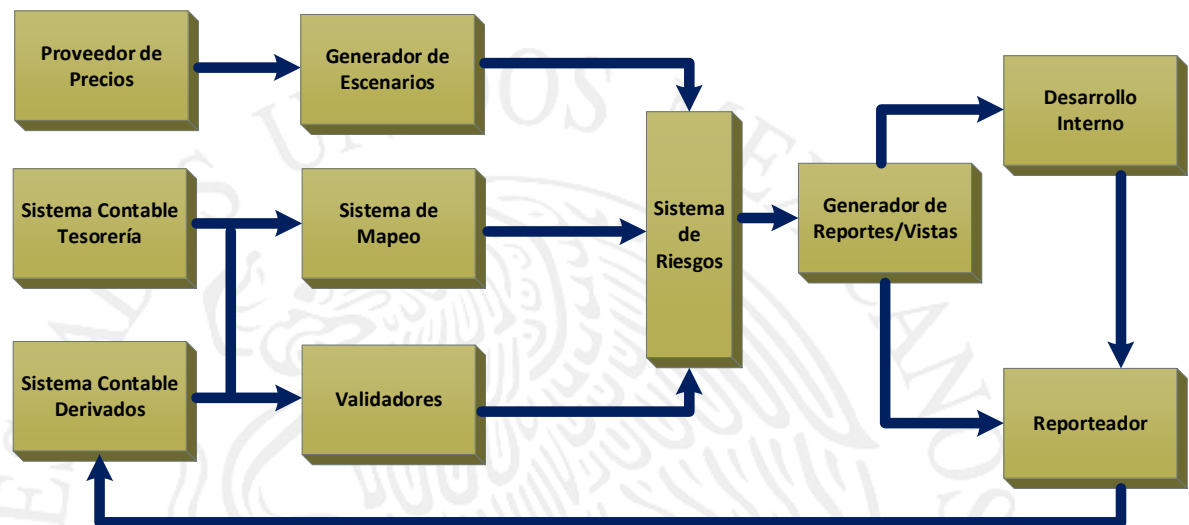 Proveedor de
Precios
Generador de
Escenarios
Desarrollo
Interno
Sistema Contable
Tesorería
Sistema de
Mapeo
Sistema
de
Riesgos
Generador de
Reportes/Vistas
Sistema Contable
Derivados
Validadores
Reporteador